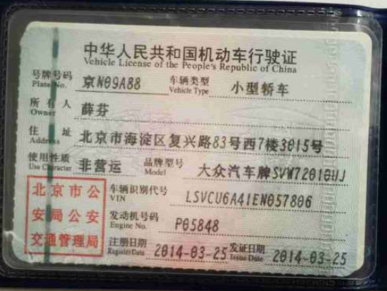 中华人民共和国机动车行驶证
Vehicle License of the People's Republic of China
号牌号码 京N09A88 车辆类型 小型轿车
Plate No. Vehicle Type
所有人 薛芬
Owner
住址 北京市海淀区复兴路83号西7楼3015号
Address
使用性质 非营运 品牌型号 大众汽车牌SVW7201GHJ
Use Character Model
北京市公 车辆识别代号 LSVCU6A41EN057806
VIN
安局公安 发动机号码 P05848
Engine No.
交通管理局 注册日期 2014-03-25 发证日期 2014-03-25
Issue Date